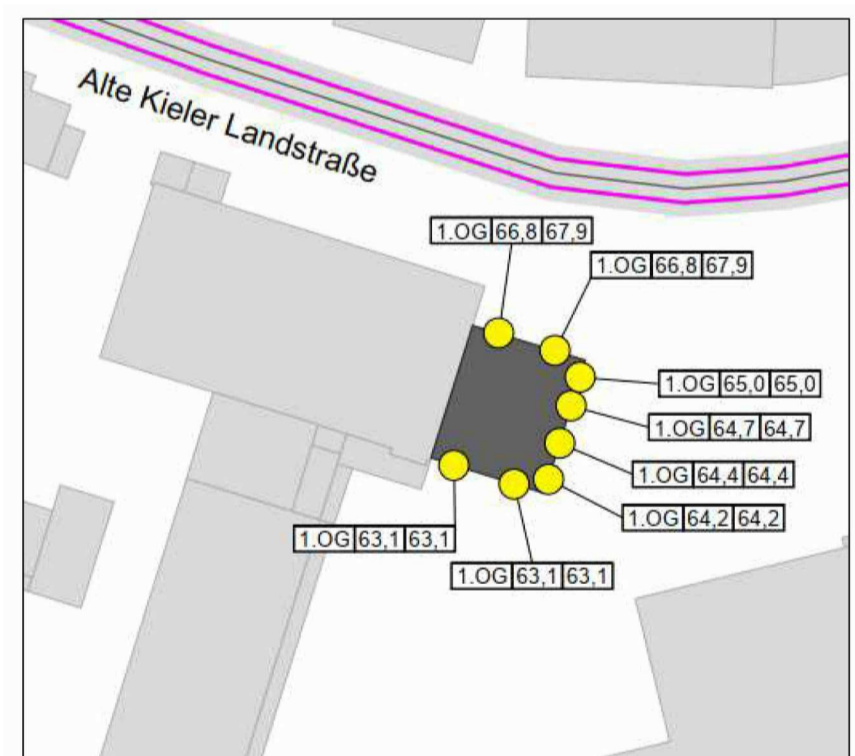 Alte Kieler Landstraße
1.OG 66,8 67,9
1.OG 66,8 67,9
1.OG 65,0 65,0
1.OG 64,7 64,7
1.OG 64,4 64,4
1.OG 64,2 64,2
1.OG 63,1 63,1
1.OG 63,1 63,1